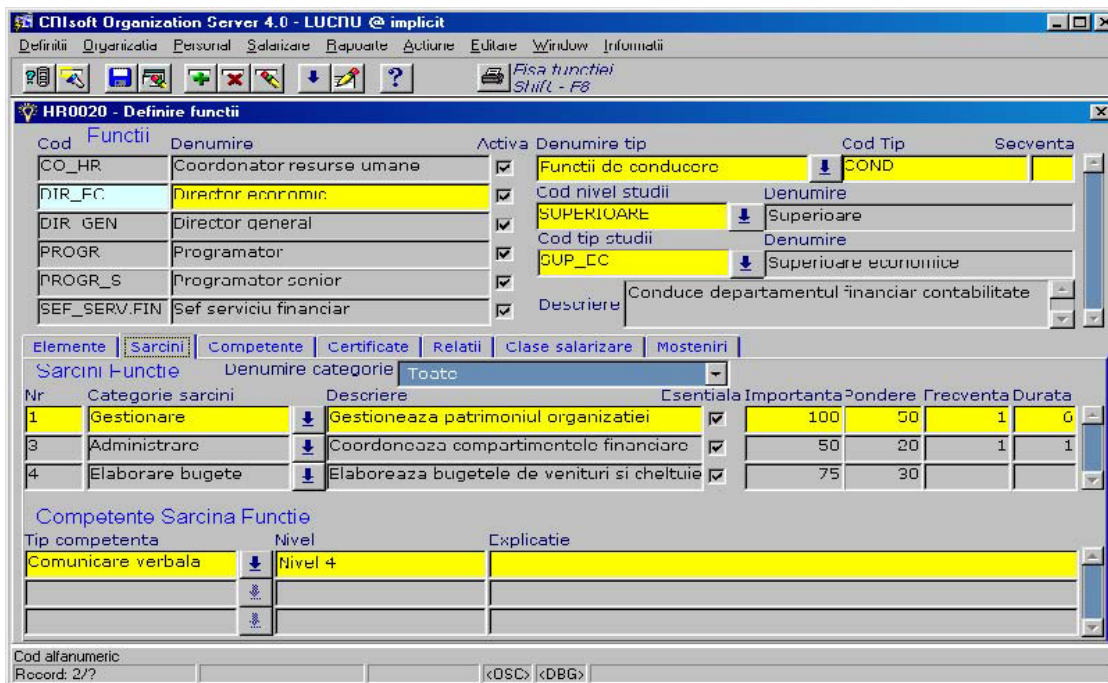 CNIsoft Organization Server 4.0 - LUCRU @ implicit
Definitii Organizatia Personal Salarizare Rapoarte Actiune Editare Window Informatii
Fisa functiei
Shift - F8
HR0020 - Definire functii
Functii
Cod Denumire Activa Denumire tip Cod Tip Secventa
CO_HR Coordonator resurse umane Functii de conducere COND
DIR_EC Director economic Cod nivel studii Denumire
DIR GEN Director general SUPERIOARE Superioare
PROGR Programator Cod tip studii Denumire
SUP_EC Superioare economice
PROGR_S Programator senior
SEF_SERV.FIN Sef serviciu financiar Descriere Conduce departamentul financiar contabilitate
Elemente Sarcini Competente Certificate Relatii Clase salarizare Mosteniri
Sarcini Functie Denumire categorie Toate
Nr Categorie sarcini Descriere Esentiala Importanta Pondere Frecventa Durata
1 Gestionare Gestioneaza patrimoniul organizatiei 100 50 1 6
3 Administrare Coordoneaza compartimentele financiare 50 20 1 1
4 Elaborare bugete Elaboreaza bugetele de venituri si cheltuie 75 30
Competente Sarcina Functie
Tip competenta Nivel Explicatie
Comunicare verbala Nivel 4
Cod alfanumeric
Record: 2/? <OSC> <DBG>